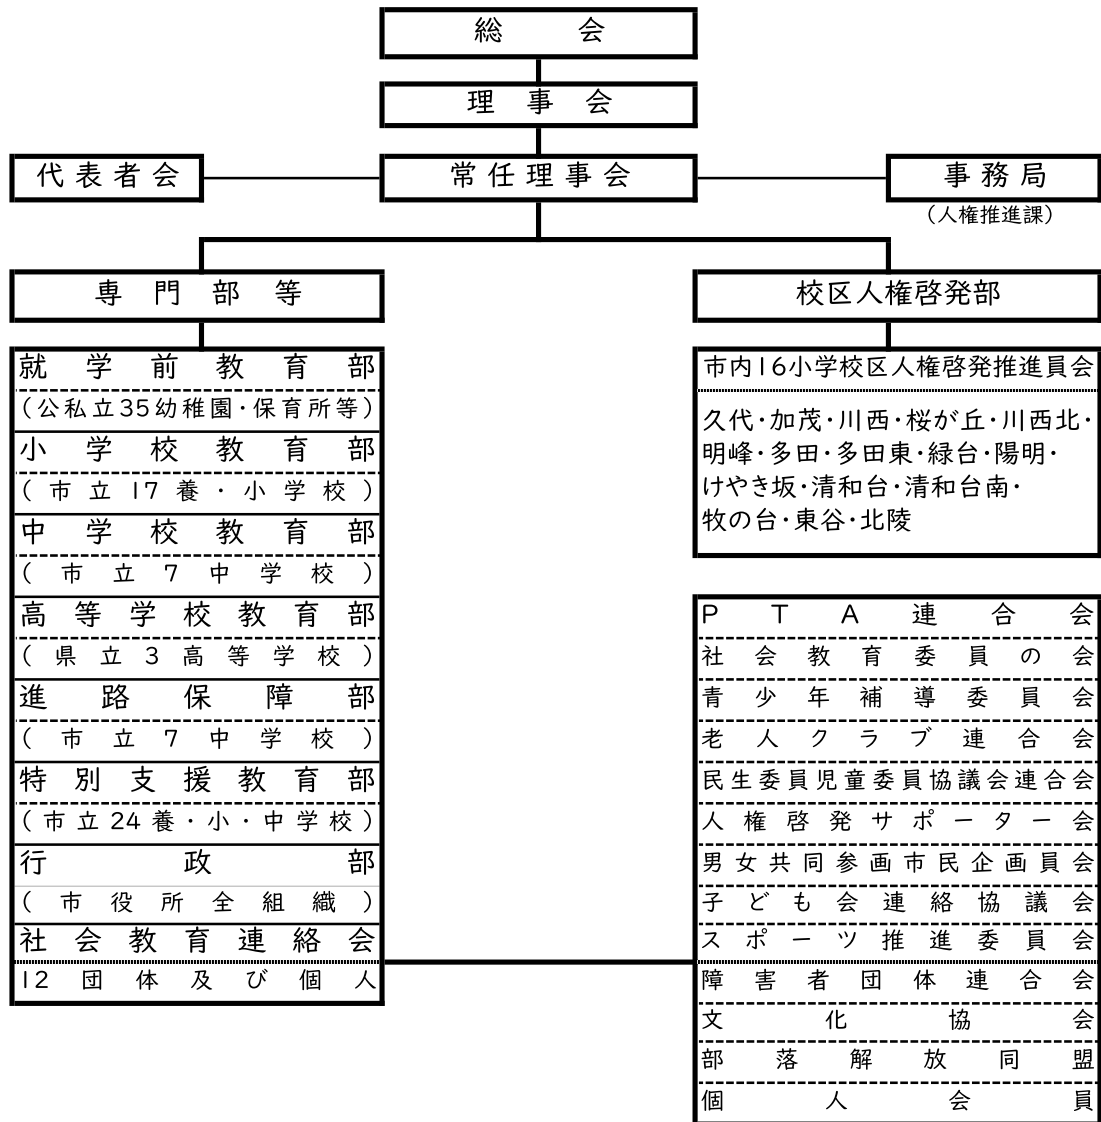 総会
理事会
代表者会
常任理事会
事務局
（人権推進課）
専門部等
校区人権啓発部
就学前教育部
（公私立35幼稚園・保育所等）
小学校教育部
（市立17養・小学校）
中学校教育部
（市立7中学校）
高等学校教育部
（県立3高等学校）
進路保障部
（市立7中学校）
特別支援教育部
（市立24養・小・中学校）
行政部
（市役所全組織）
社会教育連絡会
12団体及び個人
市内16小学校区人権啓発推進員会
久代・加茂・川西・桜が丘・川西北・
明峰・多田・多田東・緑台・陽明・
けやき坂・清和台・清和台南・
牧の台・東谷・北陵
PTA連合会
社会教育委員の会
青少年補導委員会
老人クラブ連合会
民生委員児童委員協議会連合会
人権啓発サポーター会
男女共同参画市民企画員会
子ども会連絡協議会
スポーツ推進委員会
障害者団体連合会
文化協会
部落解放同盟
個人会員